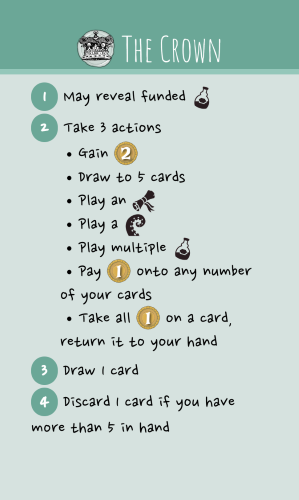 THE CROWN
1 May reveal funded
2 Take 3 actions
• Gain 2
• Draw to 5 cards
• Play an
• Play a
• Play multiple
• Pay 1 onto any number
of your cards
• Take all 1 on a card,
return it to your hand
3 Draw 1 card
4 Discard 1 card if you have
more than 5 in hand